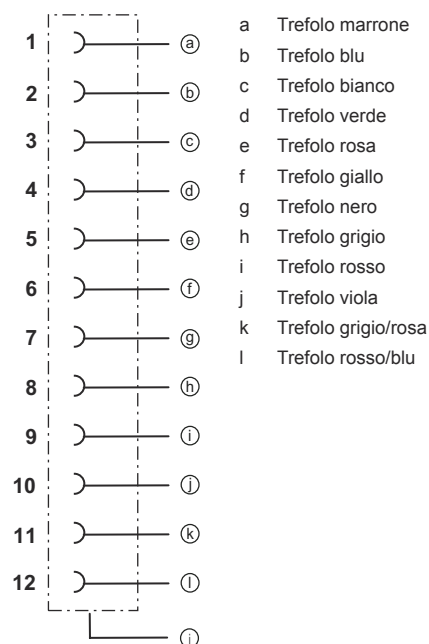 1 a
2 b
3 c
4 d
5 e
6 f
7 g
8 h
9 i
10 j
11 k
12 l
i
a Trefolo marrone
b Trefolo blu
c Trefolo bianco
d Trefolo verde
e Trefolo rosa
f Trefolo giallo
g Trefolo nero
h Trefolo grigio
i Trefolo rosso
j Trefolo viola
k Trefolo grigio/rosa
l Trefolo rosso/blu